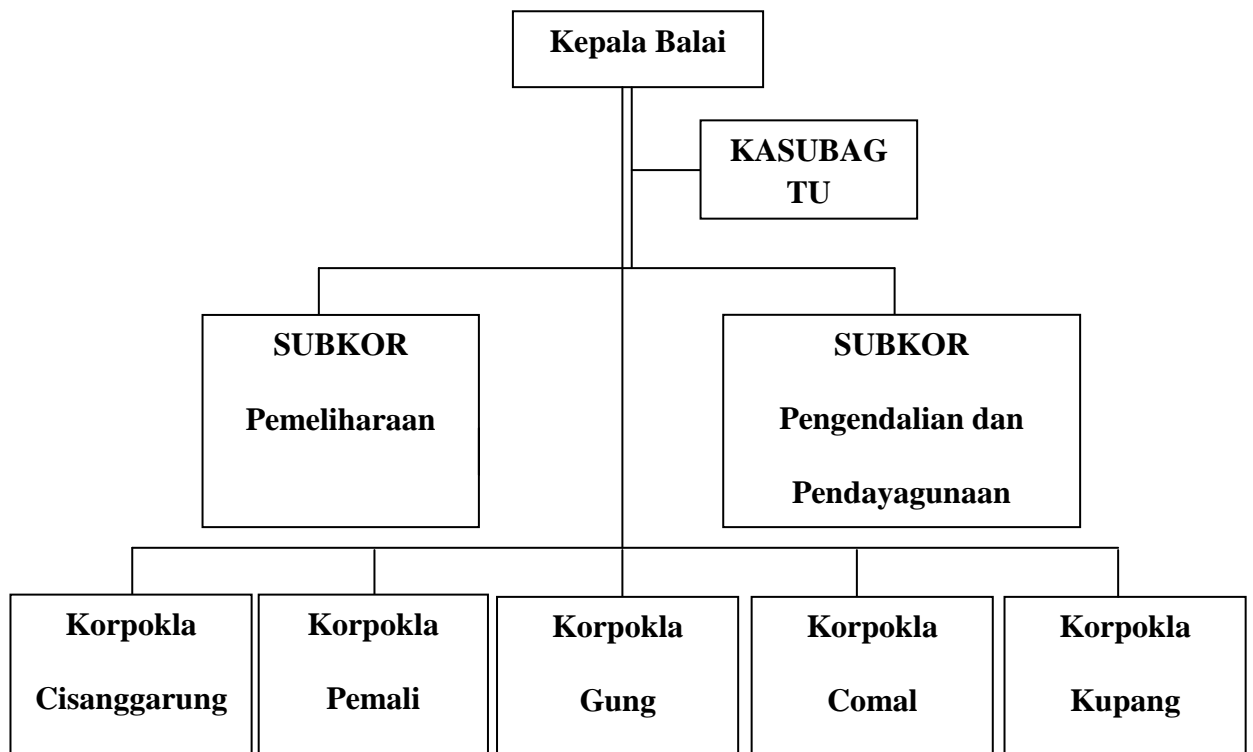 Kepala Balai
KASUBAG
TU
SUBKOR
Pemeliharaan
SUBKOR
Pengendalian dan
Pendayagunaan
Korpokla
Cisanggarung
Korpokla
Pemali
Korpokla
Gung
Korpokla
Comal
Korpokla
Kupang